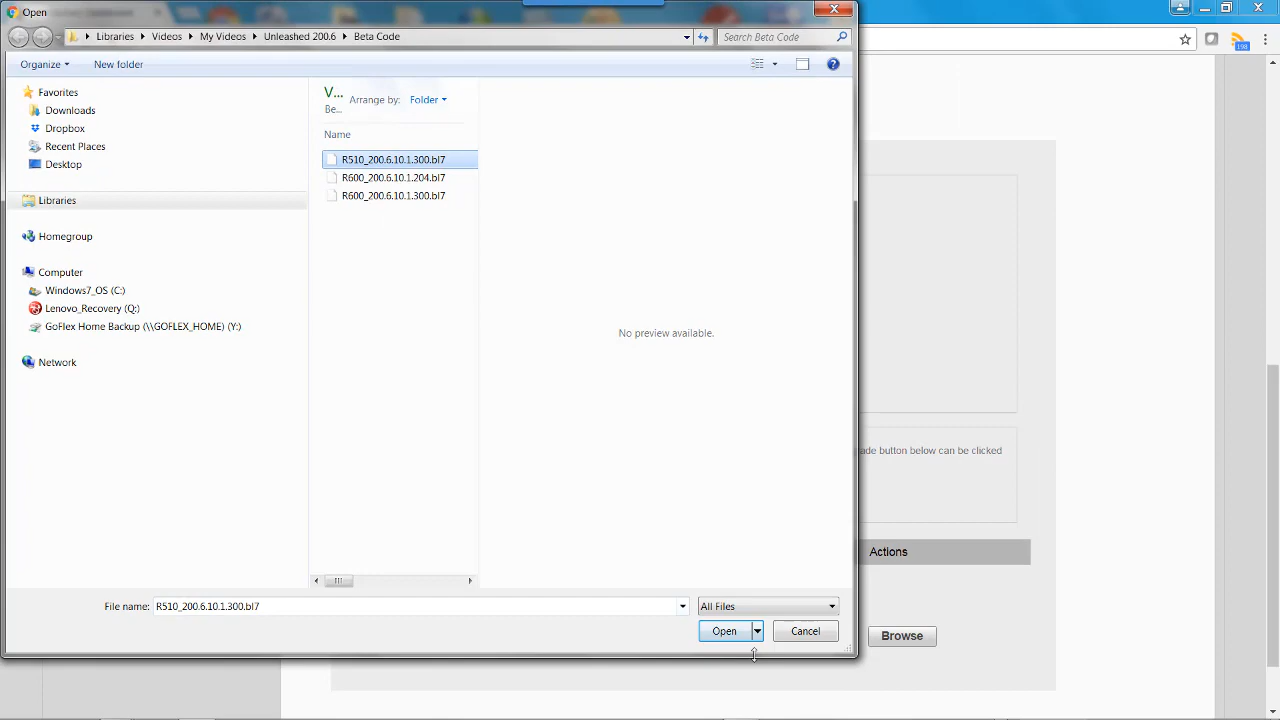 Open
Libraries
Videos
My Videos
Unleashed 200.6
Beta Code
Search Beta Code
198
Organize
New folder
Favorites
Downloads
Dropbox
Recent Places
Desktop
Libraries
Homegroup
Computer
Windows7_OS (C:)
Lenovo_Recovery (Q:)
GoFlex Home Backup (\\GOFLEX_HOME) (Y:)
Network
V...
Be...
Arrange by:
Folder
Name
R510_200.6.10.1.300.bl7
R600_200.6.10.1.204.bl7
R600_200.6.10.1.300.bl7
No preview available.
ade button below can be clicked
Actions
File name:
R510_200.6.10.1.300.bl7
All Files
Open
Cancel
Browse